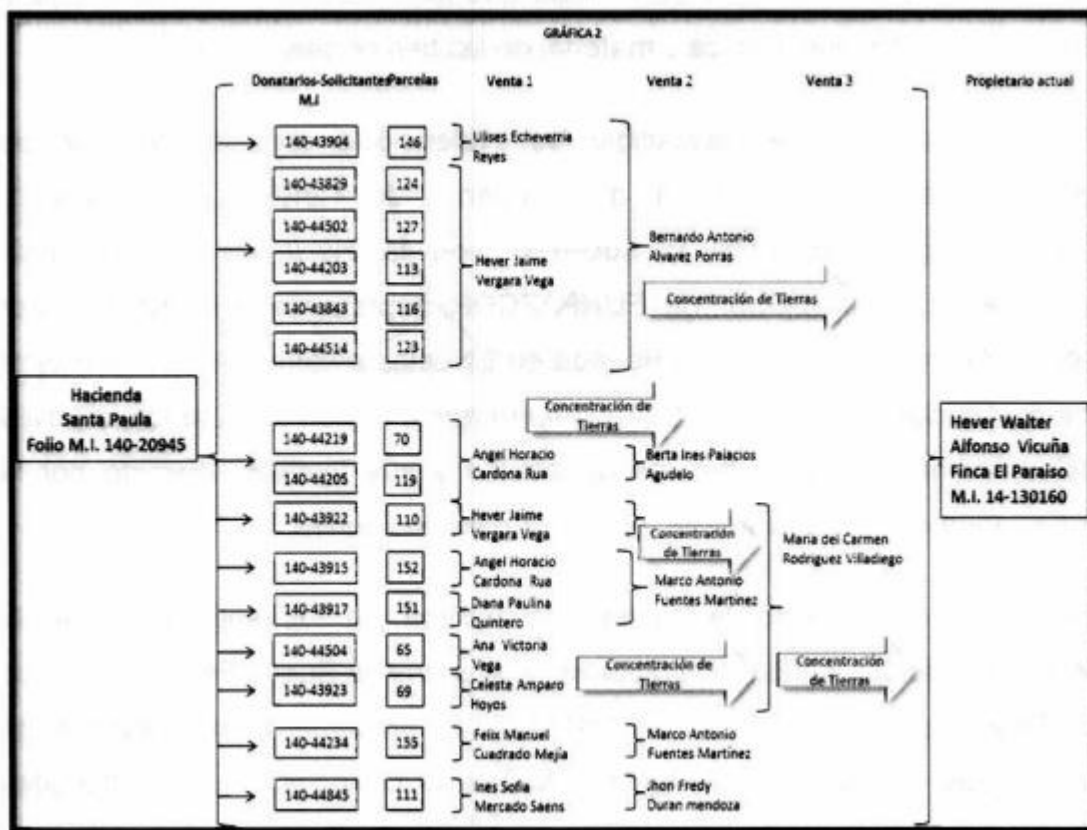 GRÁFICA 2
Donatarios-Solicitantes Parcelas Venta 1 Venta 2 Venta 3 Propietario actual
M.I
140-43904 146 Ulises Echeverria
Reyes
140-43829 124
140-44502 127
140-44203 113
140-43843 116
140-44514 123
Hever Jaime
Vergara Vega
Bernardo Antonio
Alvarez Porras
Concentración de Tierras
Hacienda
Santa Paula
Folio M.I. 140-20945
Concentración de
Tierras
140-44219 70
140-44205 119
Angel Horacio
Cardona Rua
Berta Ines Palacios
Agudelo
140-43922 110 Hever Jaime
Vergara Vega
Concentración
de Tierras
Maria del Carmen
Rodriguez Villadiego
140-43915 152 Angel Horacio
Cardona Rua
140-43917 151 Diana Paulina
Quintero
Marco Antonio
Fuentes Martinez
140-44504 65 Ana Victoria
Vega
140-43923 69 Celeste Amparo
Hoyos
Concentración de
Tierras
Concentración
de Tierras
140-44234 155 Felix Manuel
Cuadrado Mejía
Marco Antonio
Fuentes Martínez
140-44845 111 Ines Sofia
Mercado Saens
Jhon Fredy
Duran mendoza
Hever Walter
Alfonso Vicuña
Finca El Paraiso
M.I. 14-130160